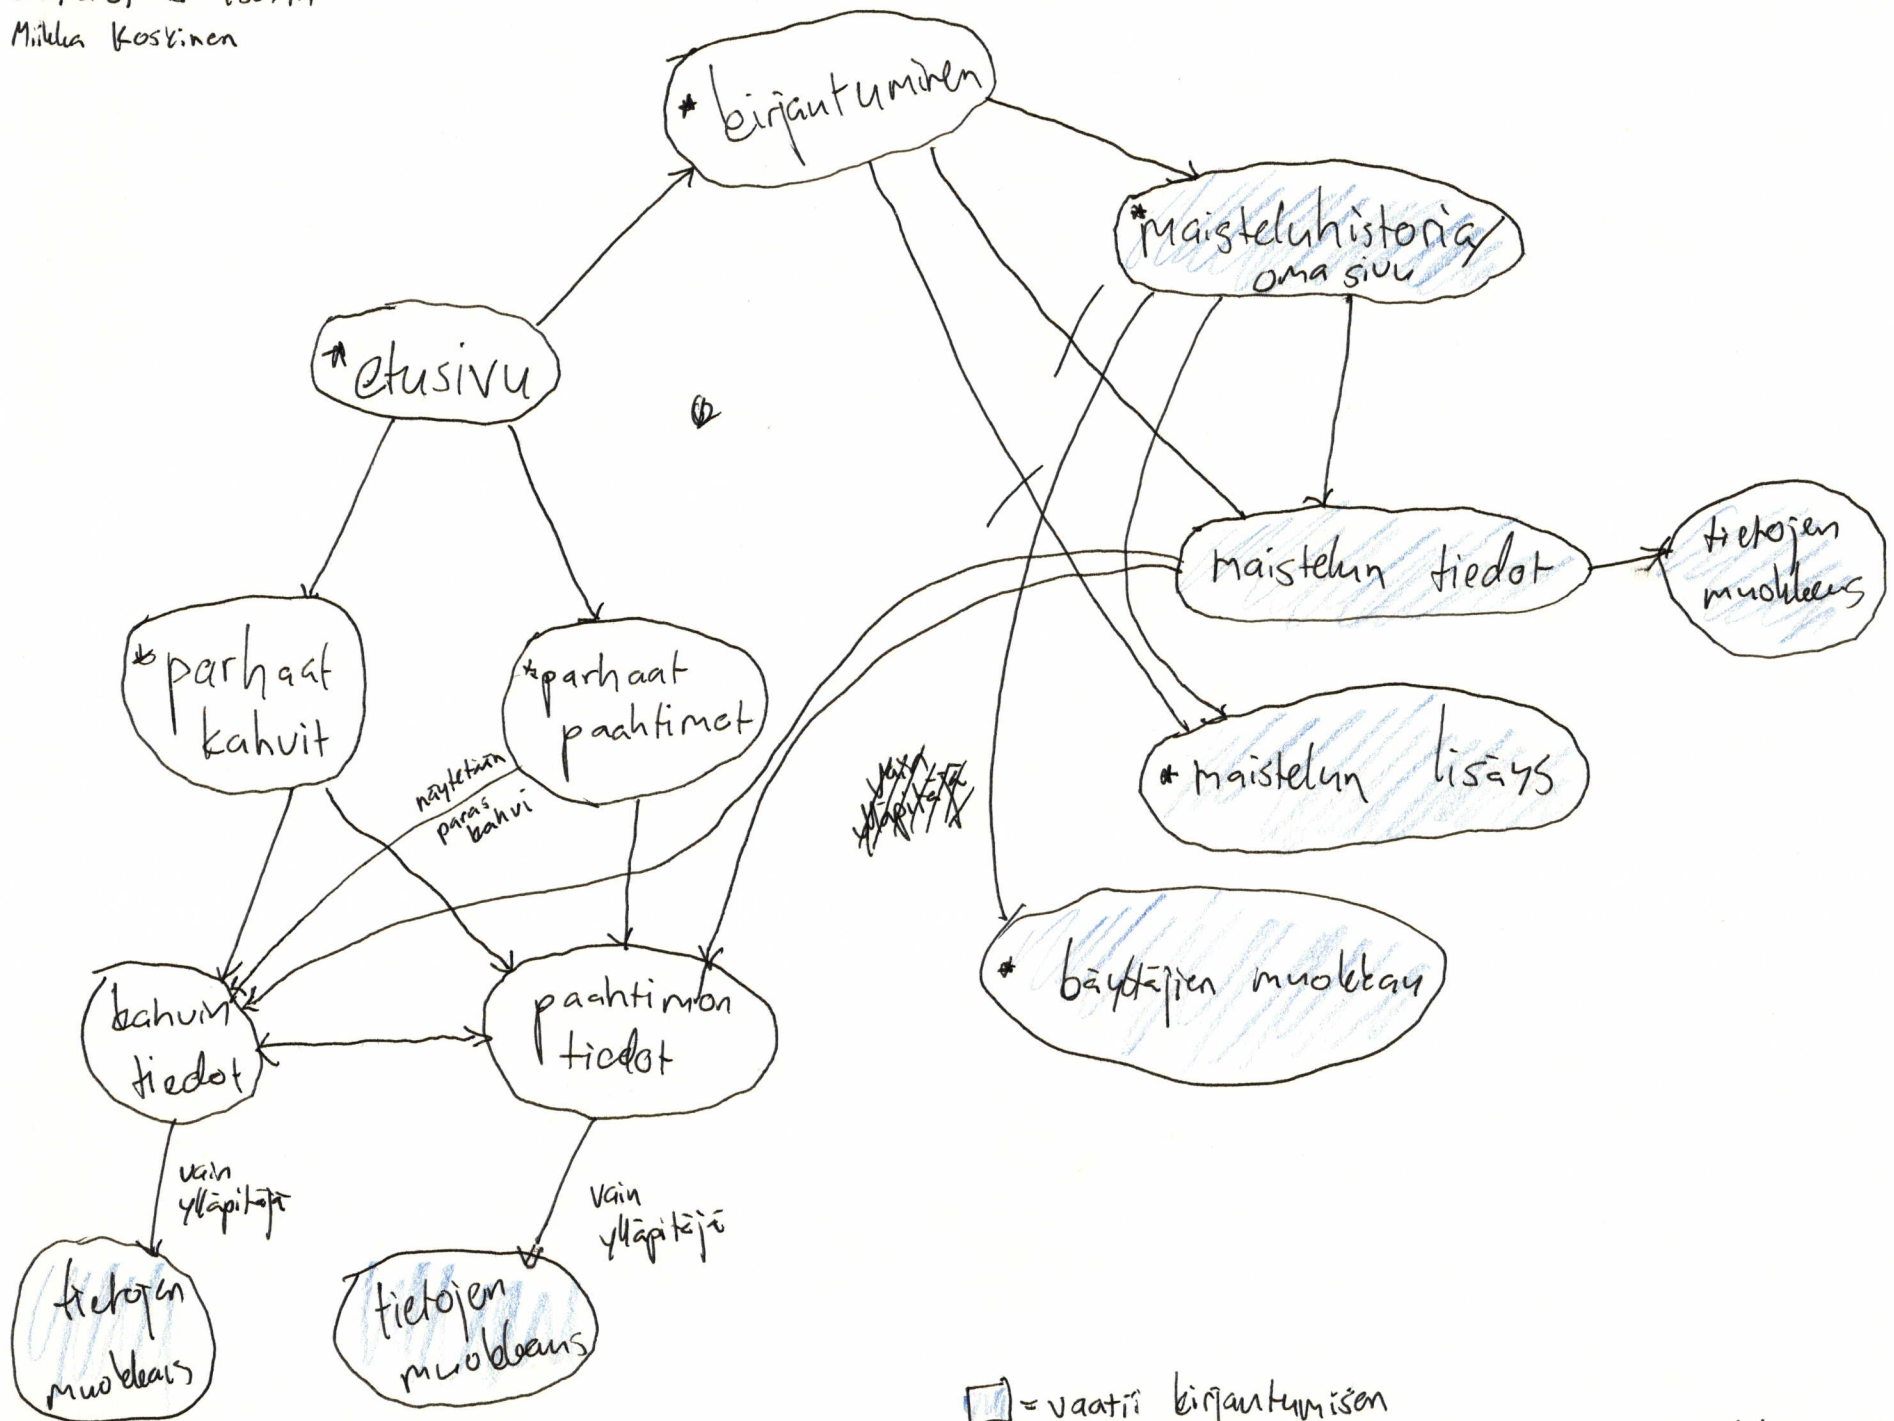 Miikka Koskinen
* kirjautuminen
* maisteluhistoria/
oma sivu
* etusivu
maistelun tiedot
tietojen
muokkaus
* parhaat
kahvit
* parhaat
paahtimot
näytetään
paras
kahvi
* maistelun lisäys
* käyttäjien muokkau
kahvin
tiedot
paahtimon
tiedot
vain
ylläpitäjä
vain
ylläpitäjä
tietojen
muokkaus
tietojen
muokkaus
= vaatii kirjautumisen